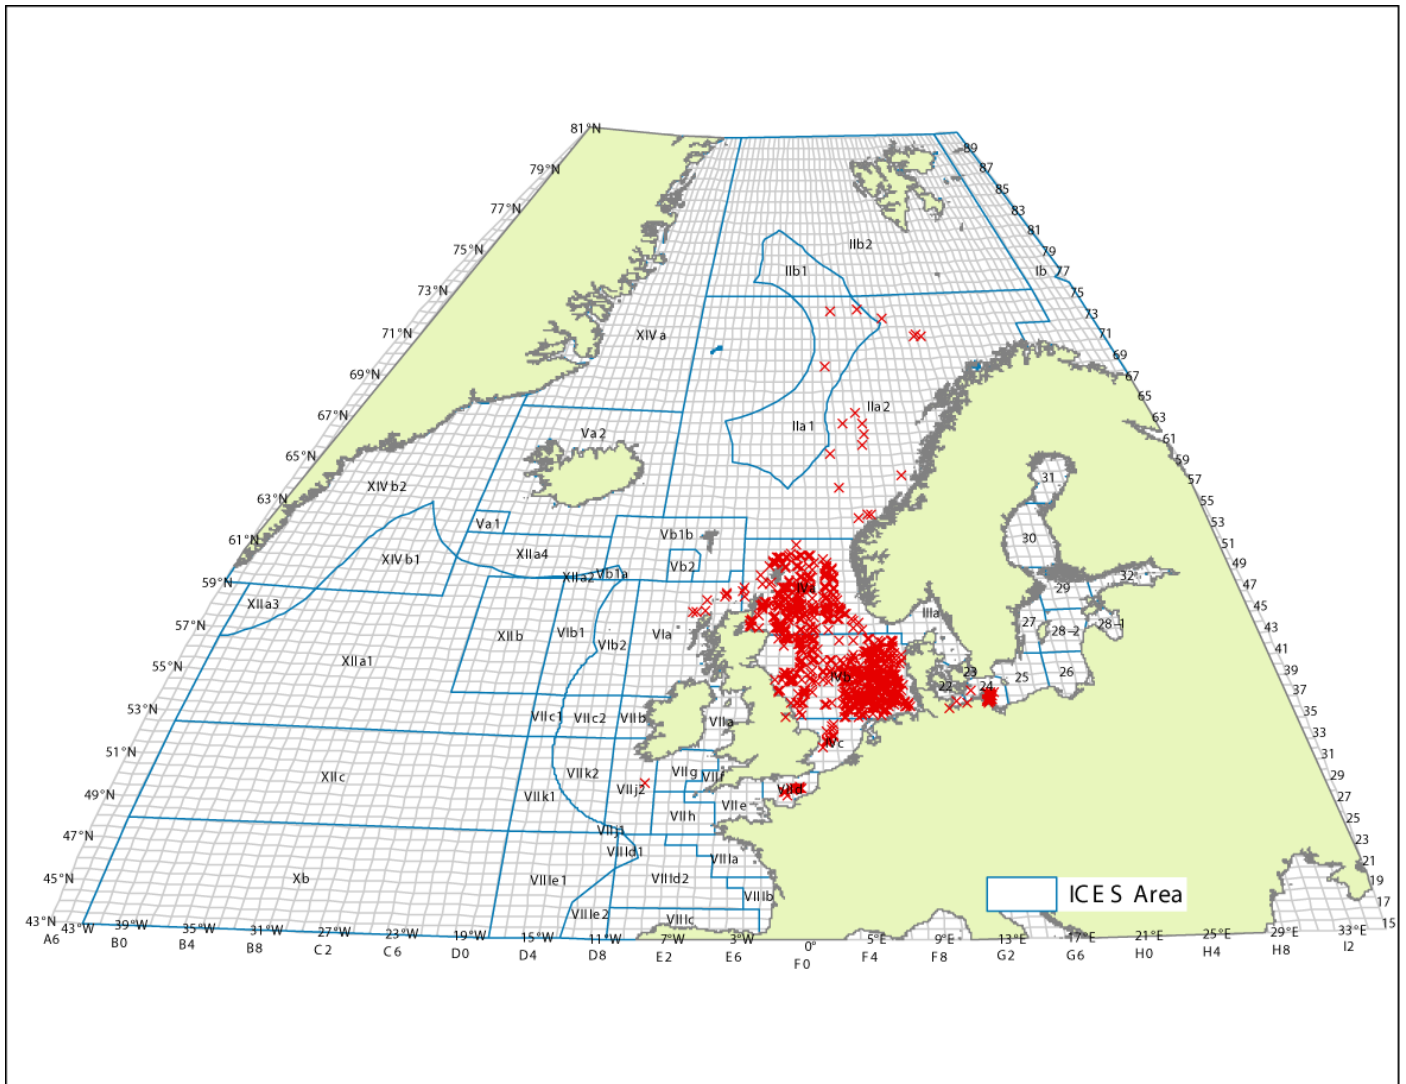 81°N
89
79°N
87
85
77°N
83
81
75°N
IIb2
79
IIb1
Ib
77
73°N
75
73
71°N
XIVa
71
69
69°N
67
65
67°N
IIa2
63
IIa1
Va2
61
65°N
59
31
57
XIVb2
63°N
55
Va1
53
Vb1b
61°N
30
51
XIIa4
XIVb1
Vb2
49
XIIa2
Vb1a
32
59°N
29
47
IVa
XIIa3
45
IIIa
57°N
27
28-2
28-1
43
XIIb
VIb1
VIa
VIb2
41
55°N
XIIa1
23
26
39
IVb
25
22
24
37
53°N
VIIc1
VIIc2
VIIb
VIIa
35
33
51°N
IVc
31
XIIc
VIIk2
VIIg
VIIf
29
49°N
VIIk1
VIIj2
VIId
27
VIIe
VIIh
25
47°N
VIIj1
23
VIIId1
VIIIa
21
45°N
Xb
VIIIe1
VIIId2
19
ICES Area
VIIIb
17
43°N
VIIIe2
VIIIc
15
43°W 39°W 35°W 31°W 27°W 23°W 19°W 15°W 11°W 7°W 3°W 0° 5°E 9°E 13°E 17°E 21°E 25°E 29°E 33°E
A6 B0 B4 B8 C2 C6 D0 D4 D8 E2 E6 F0 F4 F8 G2 G6 H0 H4 H8 I2